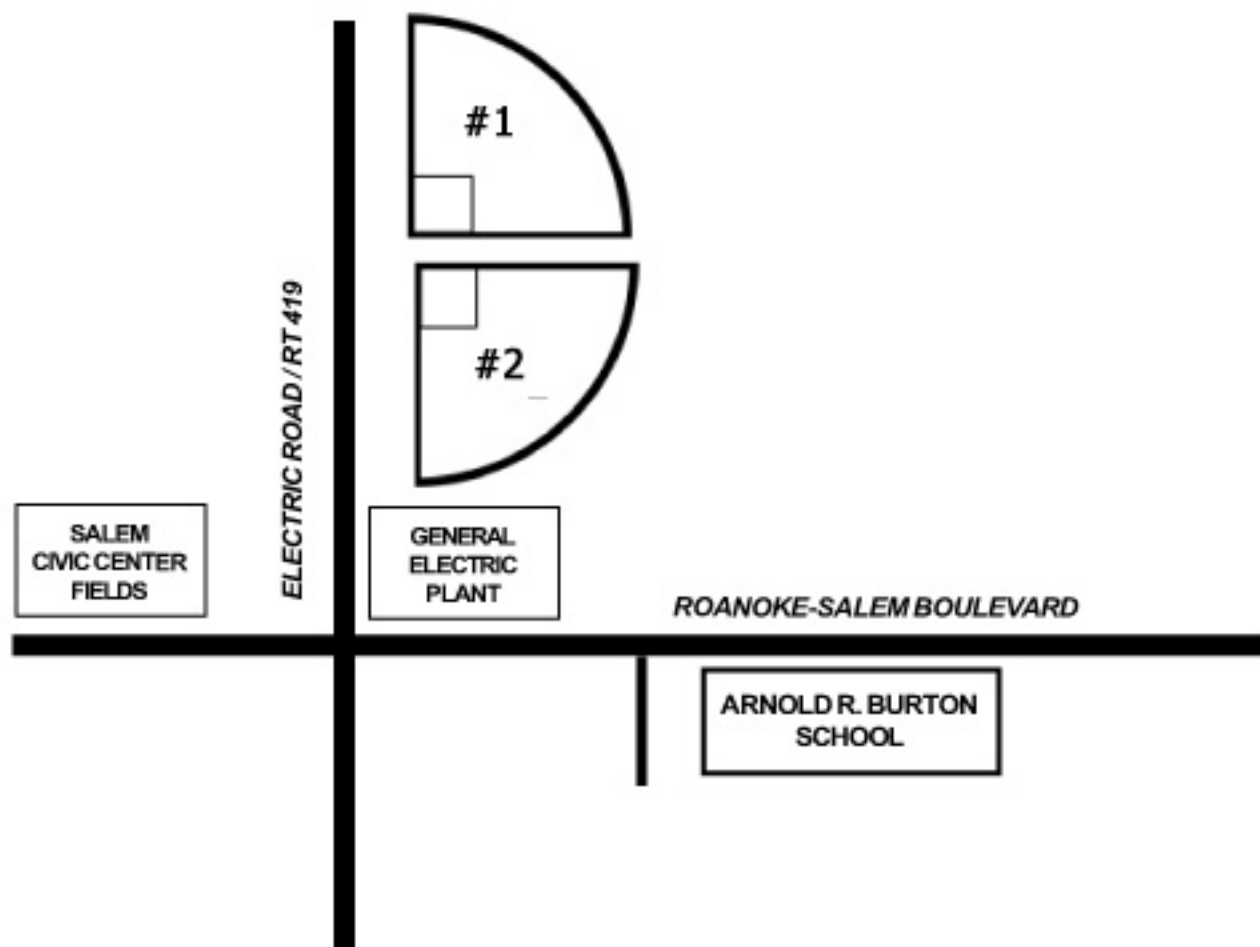 #1
#2
ELECTRIC ROAD / RT 419
SALEM
CIVIC CENTER
FIELDS
GENERAL
ELECTRIC
PLANT
ROANOKE-SALEM BOULEVARD
ARNOLD R. BURTON
SCHOOL